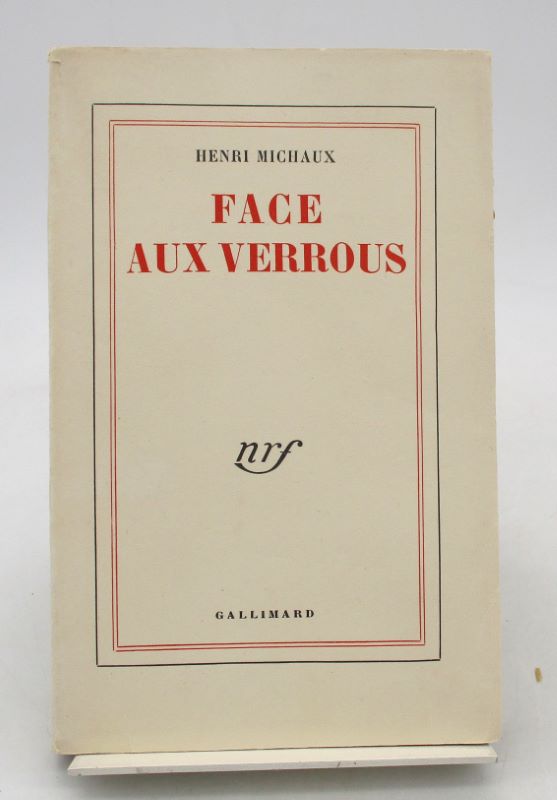 HENRI MICHAUX
FACE
AUX VERROUS
nrf
GALLIMARD